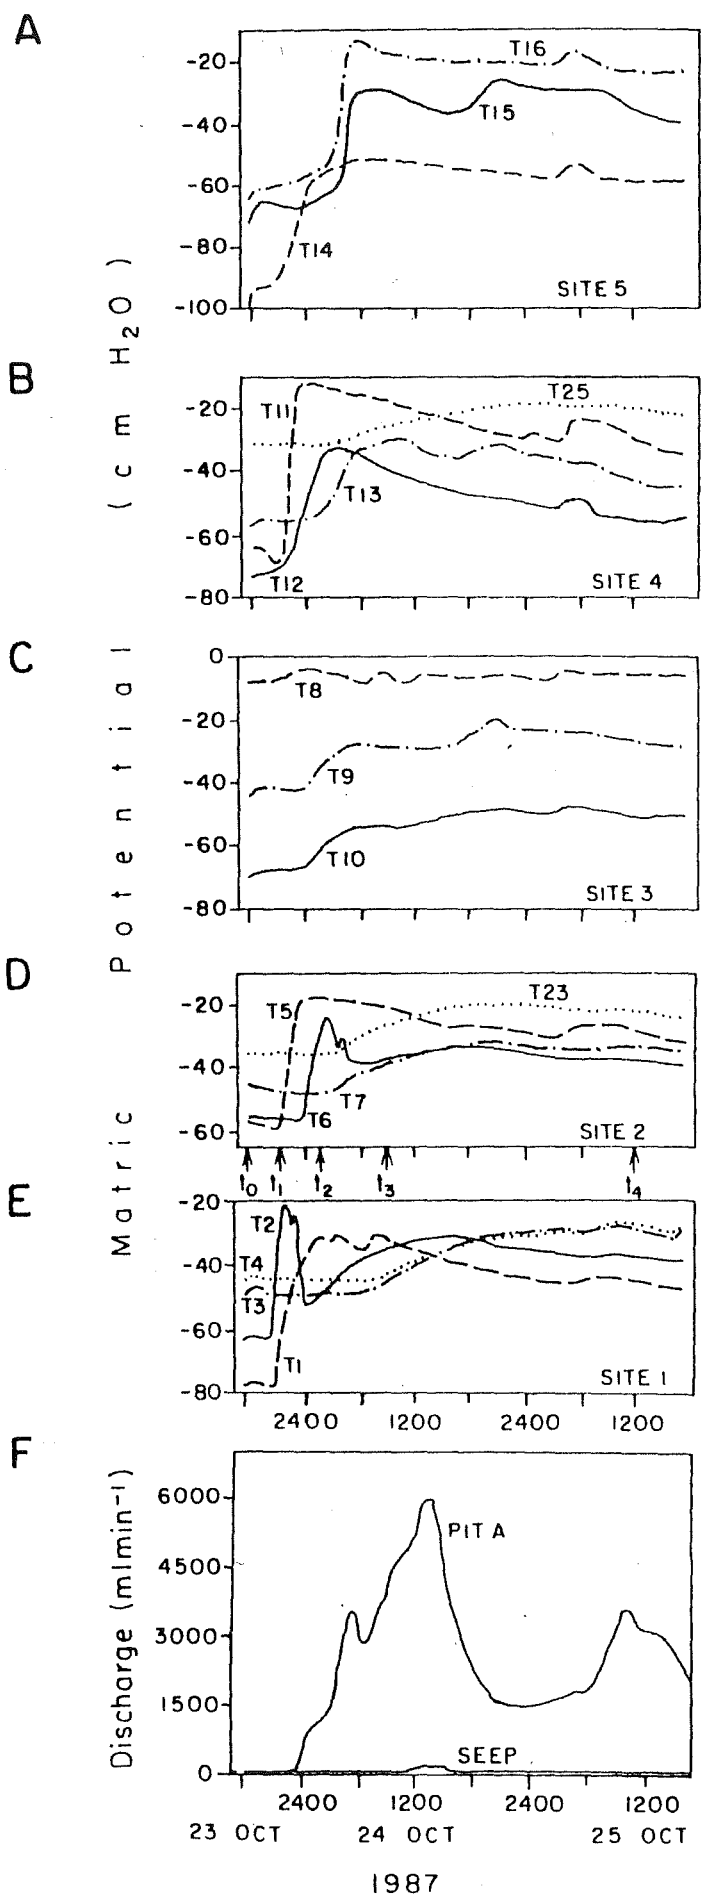 A
-20
-40
-60
-80
-100
T16
T15
T14
SITE 5
B
-20
-40
-60
-80
T11
T25
T13
T12
SITE 4
C
0
-20
-40
-60
-80
T8
T9
T10
SITE 3
D
-20
-40
-60
T5
T23
T7
T6
SITE 2
t0 t1 t2 t3 t4
E
-20
-40
-60
-80
T2
T4
T3
T1
SITE 1
2400 1200 2400 1200
Matric Potential (cm H2O)
F
6000
4500
3000
1500
0
PIT A
SEEP
Discharge (mlmin-1)
2400 1200 2400 1200
23 OCT 24 OCT 25 OCT
1987